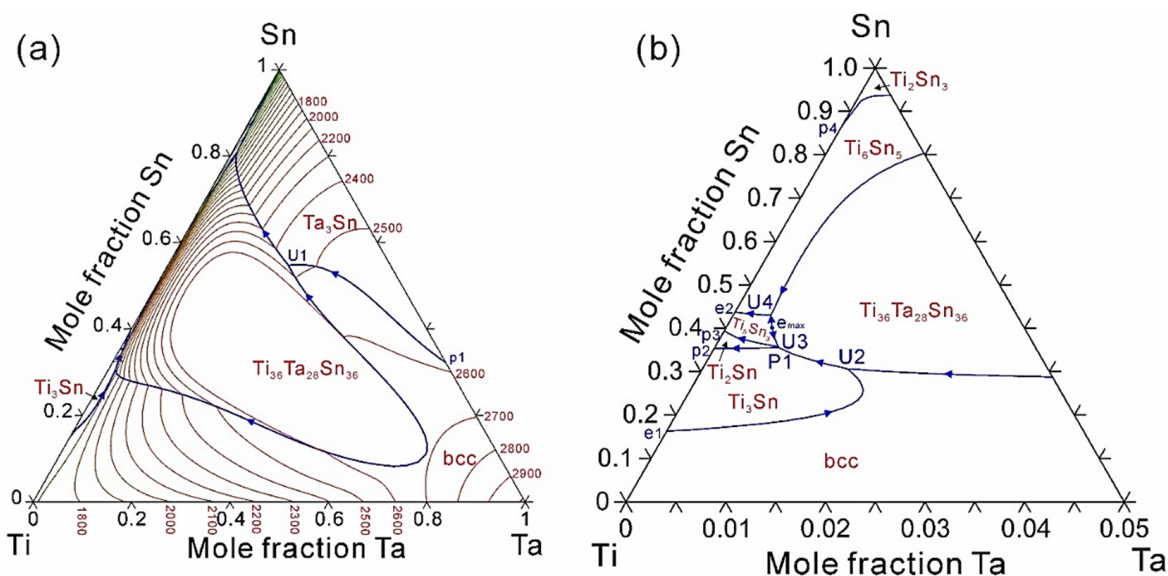 (a)
Sn
1
1800
2000
2200
0.8
2400
Mole fraction Sn
Ta₃Sn
2500
0.6
U1
0.4
p1
2600
Ti₃₆Ta₂₈Sn₃₆
Ti₃Sn
0.2
2700
bcc
2800
2900
0
0
0.2
0.4
0.6
0.8
1
1800
2000
2100
2200
2300
2500
2600
Ti
Mole fraction Ta
Ta
(b)
Sn
1.0
Ti₂Sn₃
0.9
p4
0.8
Ti₆Sn₅
Mole fraction Sn
0.7
0.6
0.5
U4
e2
Ti₃₆Ta₂₈Sn₃₆
0.4
Ti₅Sn₃
eₘₐₓ
p3
U3
p2
P1
U2
0.3
Ti₂Sn
Ti₃Sn
0.2
e1
0.1
bcc
0
0
0.01
0.02
0.03
0.04
0.05
Ti
Mole fraction Ta
Ta